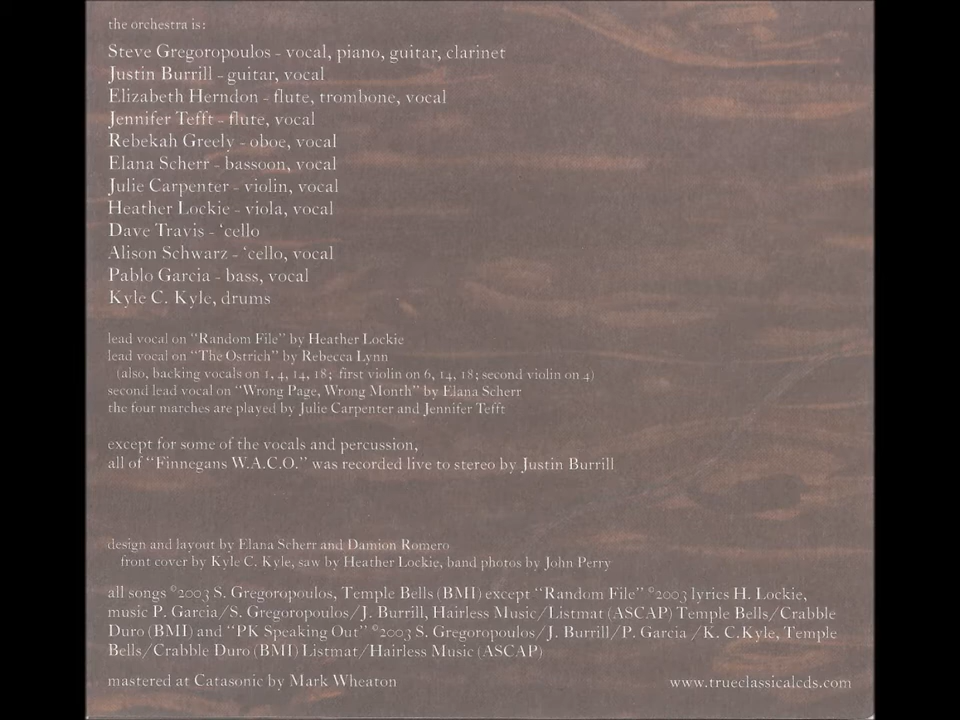 the orchestra is:
Steve Gregoropoulos - vocal, piano, guitar, clarinet
Justin Burrill - guitar, vocal
Elizabeth Herndon - flute, trombone, vocal
Jennifer Tefft - flute, vocal
Rebekah Greely - oboe, vocal
Elana Scherr - bassoon, vocal
Julie Carpenter - violin, vocal
Heather Lockie - viola, vocal
Dave Travis - ‘cello
Alison Schwarz - ‘cello, vocal
Pablo Garcia - bass, vocal
Kyle C. Kyle, drums
lead vocal on “Random File” by Heather Lockie
lead vocal on “The Ostrich” by Rebecca Lynn
(also, backing vocals on 1, 4, 14, 18; first violin on 6, 14, 18; second violin on 4)
second lead vocal on “Wrong Page, Wrong Month” by Elana Scherr
the four marches are played by Julie Carpenter and Jennifer Tefft
except for some of the vocals and percussion,
all of “Finnegans W.A.C.O.” was recorded live to stereo by Justin Burrill
design and layout by Elana Scherr and Damion Romero
front cover by Kyle C. Kyle, saw by Heather Lockie, band photos by John Perry
all songs ©2003 S. Gregoropoulos, Temple Bells (BMI) except “Random File” ©2003 lyrics H. Lockie,
music P. Garcia/S. Gregoropoulos/J. Burrill, Hairless Music/Listmat (ASCAP) Temple Bells/Crabble
Duro (BMI) and “PK Speaking Out” ©2003 S. Gregoropoulos/J. Burrill/P. Garcia /K. C.Kyle, Temple
Bells/Crabble Duro (BMI) Listmat/Hairless Music (ASCAP)
mastered at Catasonic by Mark Wheaton
www.trueclassicalcds.com